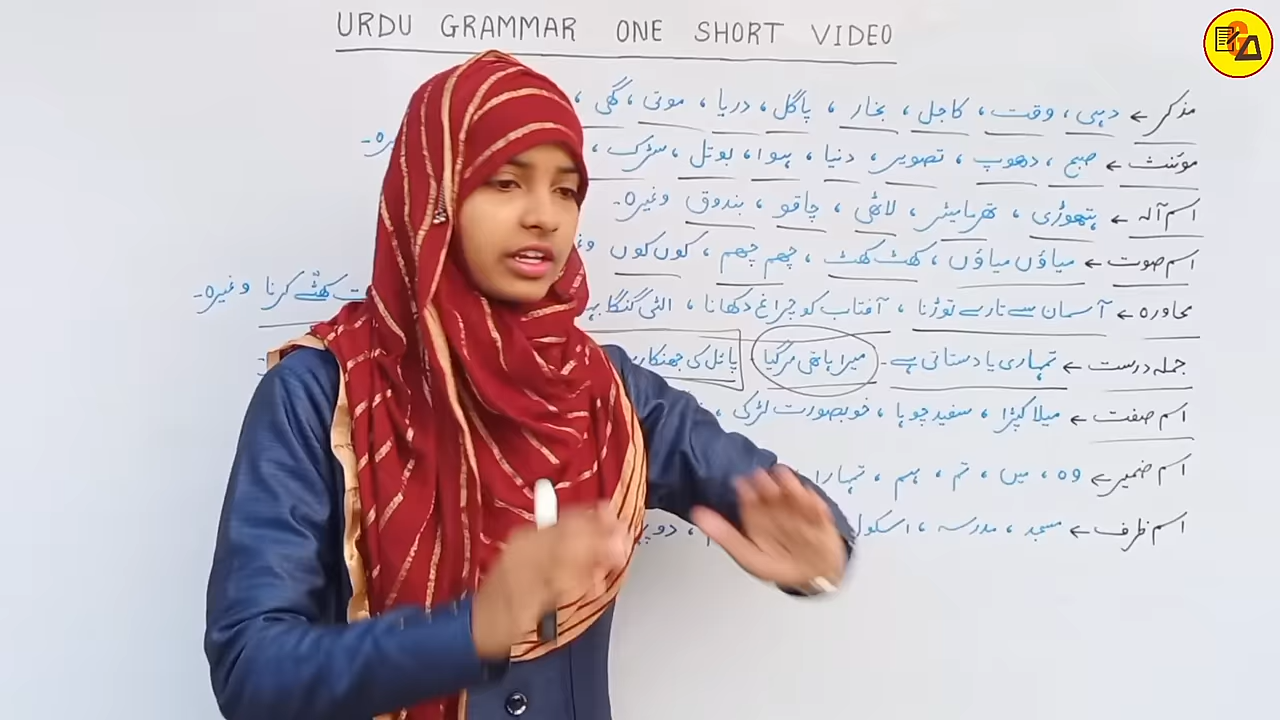 URDU GRAMMAR ONE SHORT VIDEO
مذکر ← دہی ، وقت ، کاجل ، بخار ، پاگل ، دریا ، موتی ، گھی ،
مؤنث ← صبح ، دھوپ ، تصویر ، دنیا ، ہوا ، بوتل ، سڑک ،
اسم آلہ ← ہتھوڑی ، تھرمامیٹر ، لاٹھی ، چاقو ، بندوق وغیرہ ۔
اسم صوت ← میاؤں میاؤں ، کھٹ کھٹ ، چھم چھم ، کوں کوں
محاورہ ← آسمان سے تارے توڑنا ، آفتاب کو چراغ دکھانا ، الٹی گنگا کھٹے کرنا وغیرہ ۔
جملہ درست ← تمہاری یاد ستاتی ہے ۔ میرا ہاتھی مر گیا پائل کی جھنکار
اسم صفت ← میلا کپڑا ، سفید چوہا ، خوبصورت لڑکی ،
اسم ضمیر ← وہ ، میں ، تم ، ہم ، تمہارا
اسم ظرف ← مسجد ، مدرسہ ، اسکول